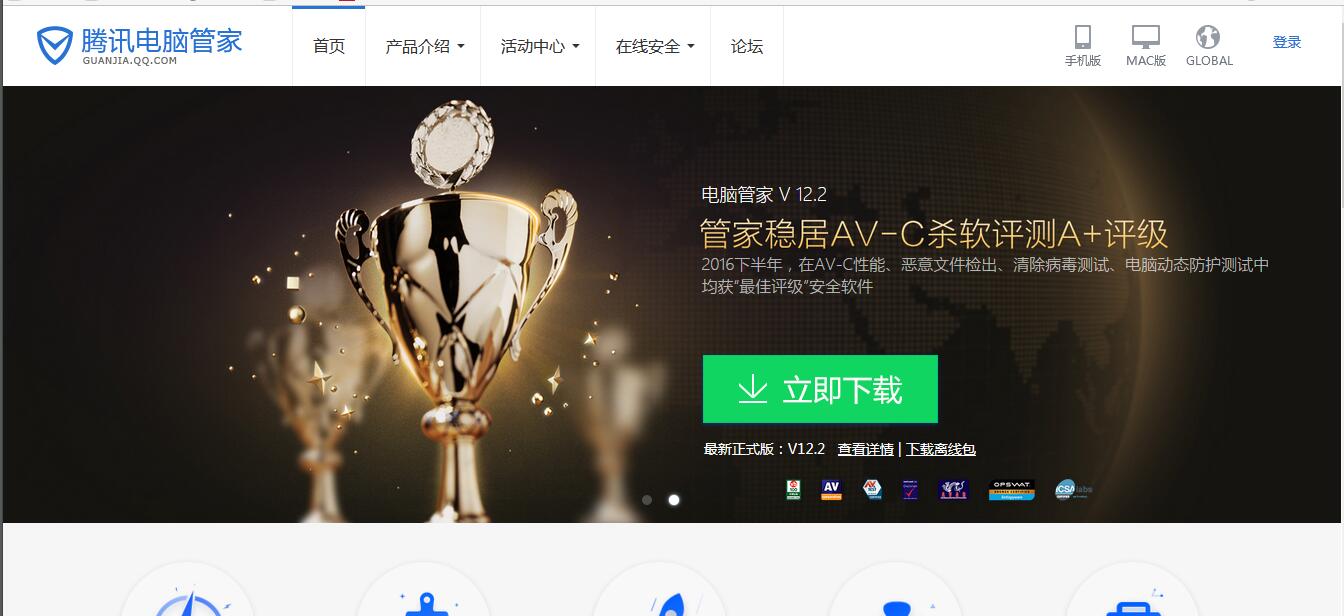 腾讯电脑管家
GUANJIA.QQ.COM
首页
产品介绍
活动中心
在线安全
论坛
手机版
MAC版
GLOBAL
登录
电脑管家 V 12.2
管家稳居AV-C杀软评测A+评级
2016下半年，在AV-C性能、恶意文件检出、清除病毒测试、电脑动态防护测试中
均获"最佳评级"安全软件
立即下载
最新正式版：V12.2 查看详情 | 下载离线包
AV
OPSWAT
ICSA labs